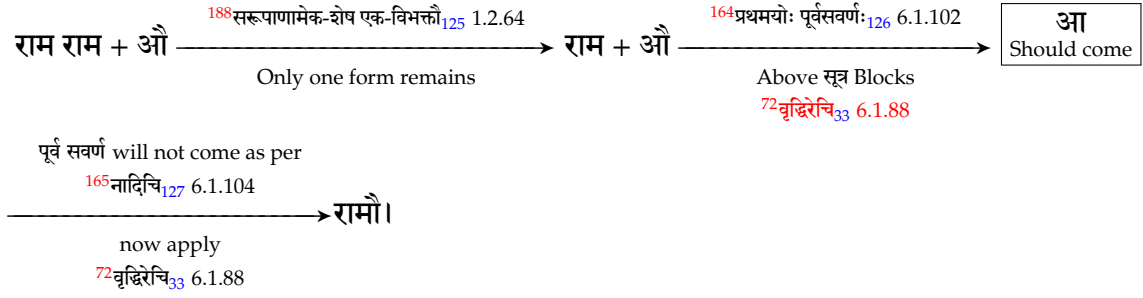 188सरूपाणामेक-शेष एक-विभक्तौ125 1.2.64 164प्रथमयोः पूर्वसवर्णः126 6.1.102
राम राम + औ राम + औ आ Should come
Only one form remains Above सूत्र Blocks
72वृद्धिरेचि33 6.1.88
पूर्व सवर्ण will not come as per
165नादिचि127 6.1.104
रामौ।
now apply
72वृद्धिरेचि33 6.1.88